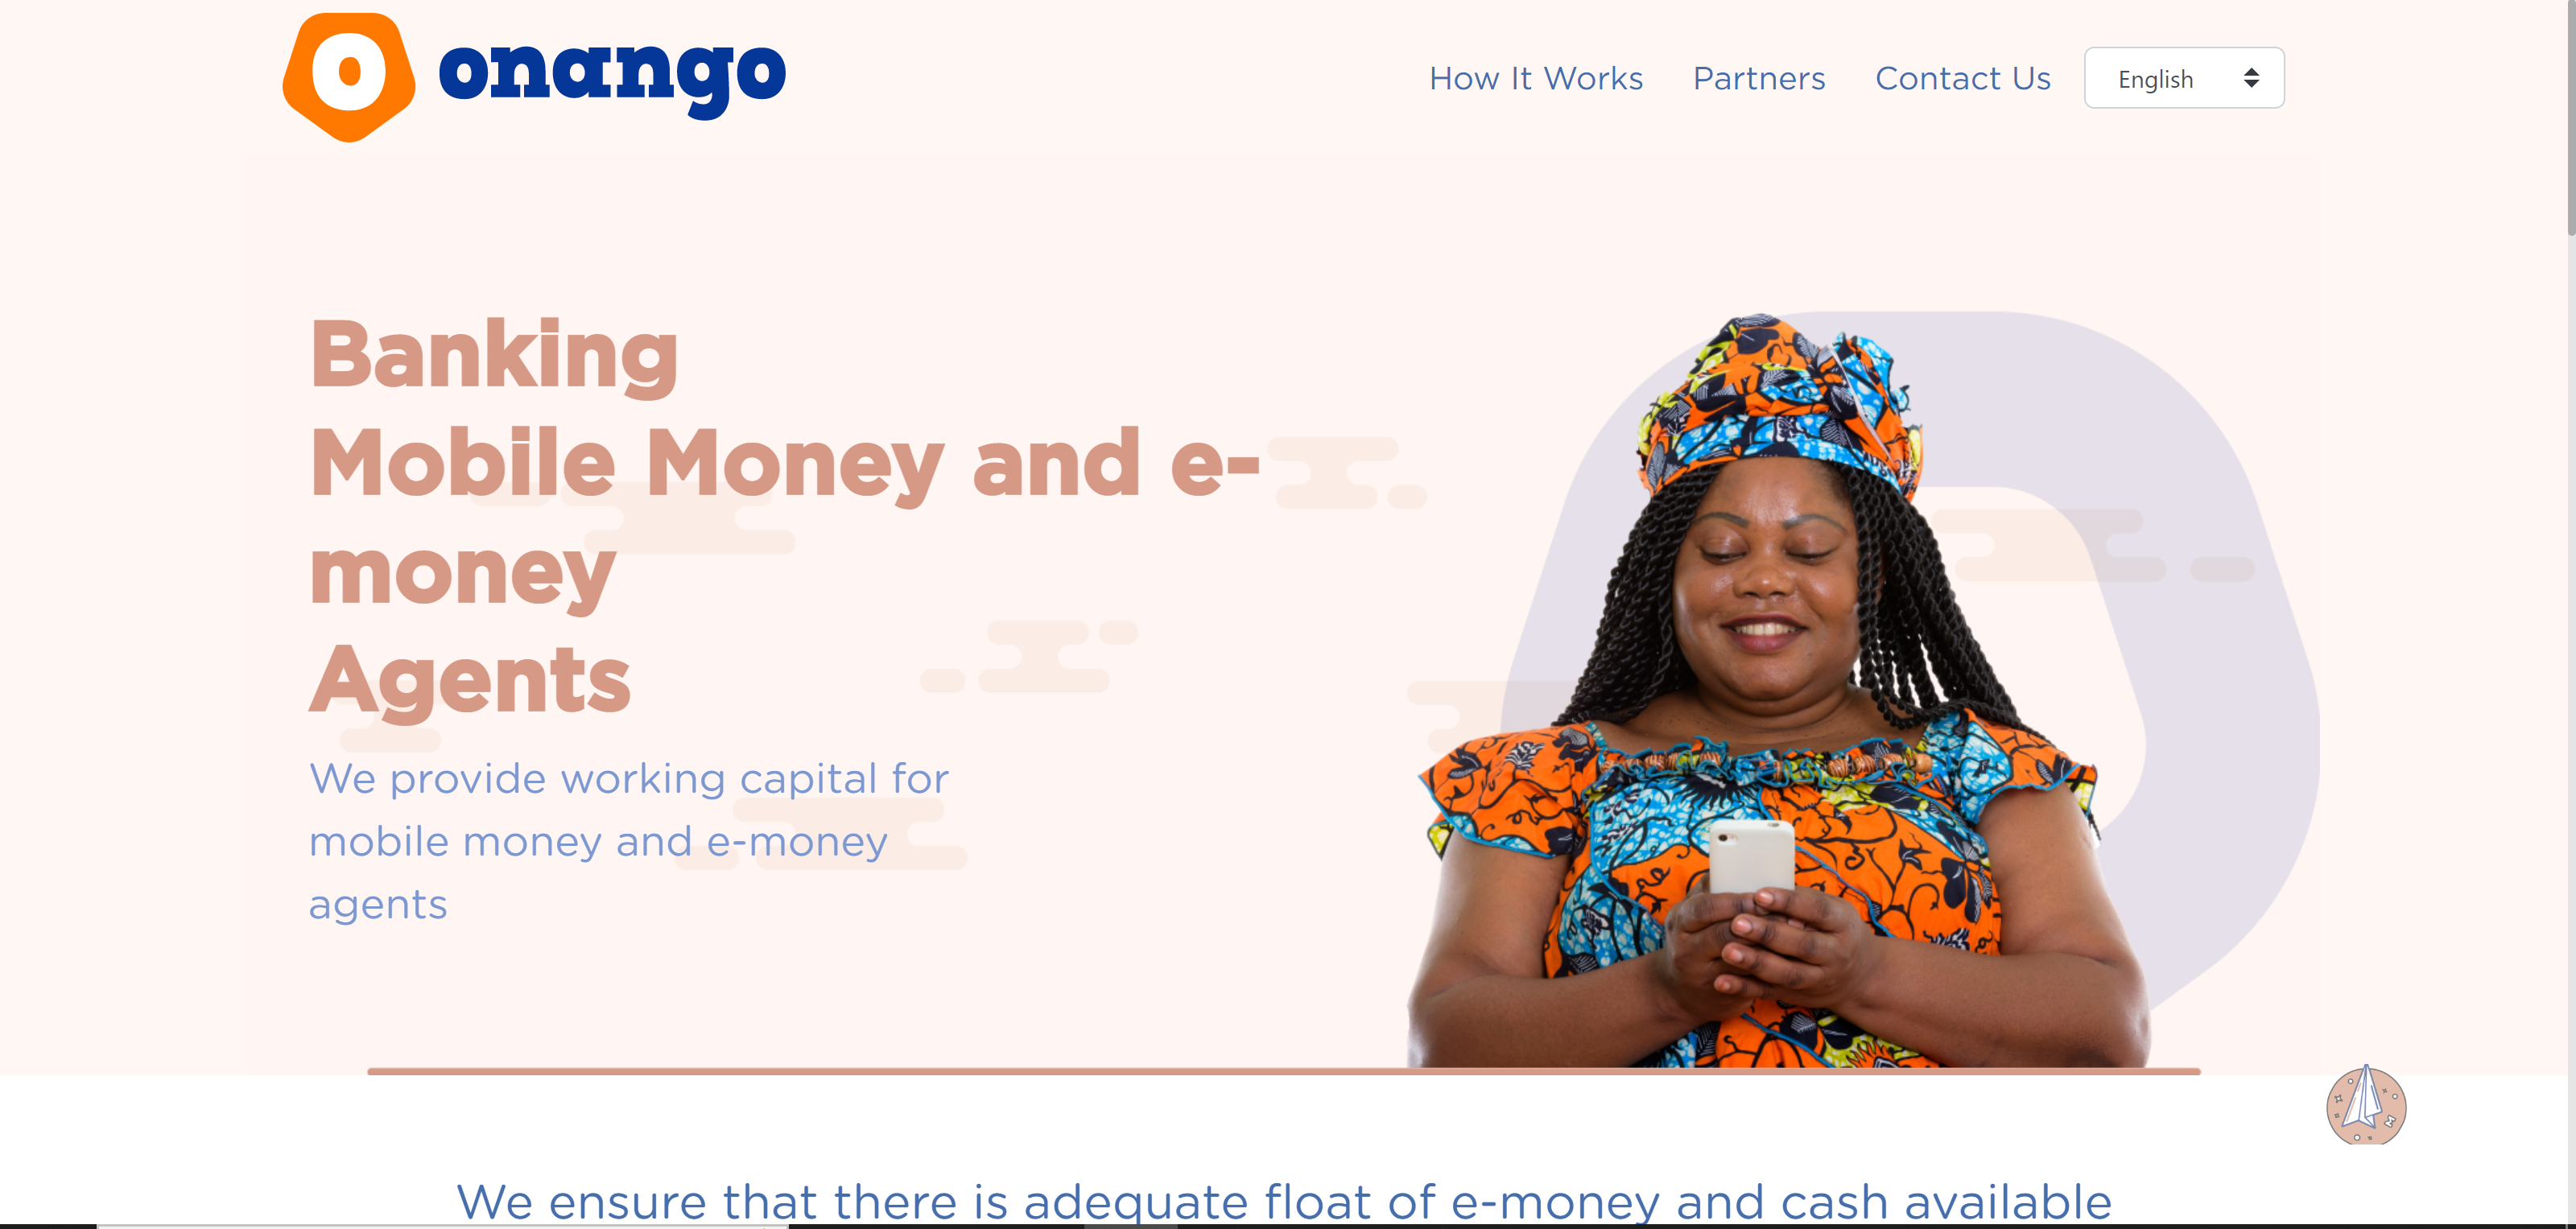 onango
How It Works
Partners
Contact Us
English
Banking
Mobile Money and e-
money
Agents
We provide working capital for
mobile money and e-money
agents
We ensure that there is adequate float of e-money and cash available